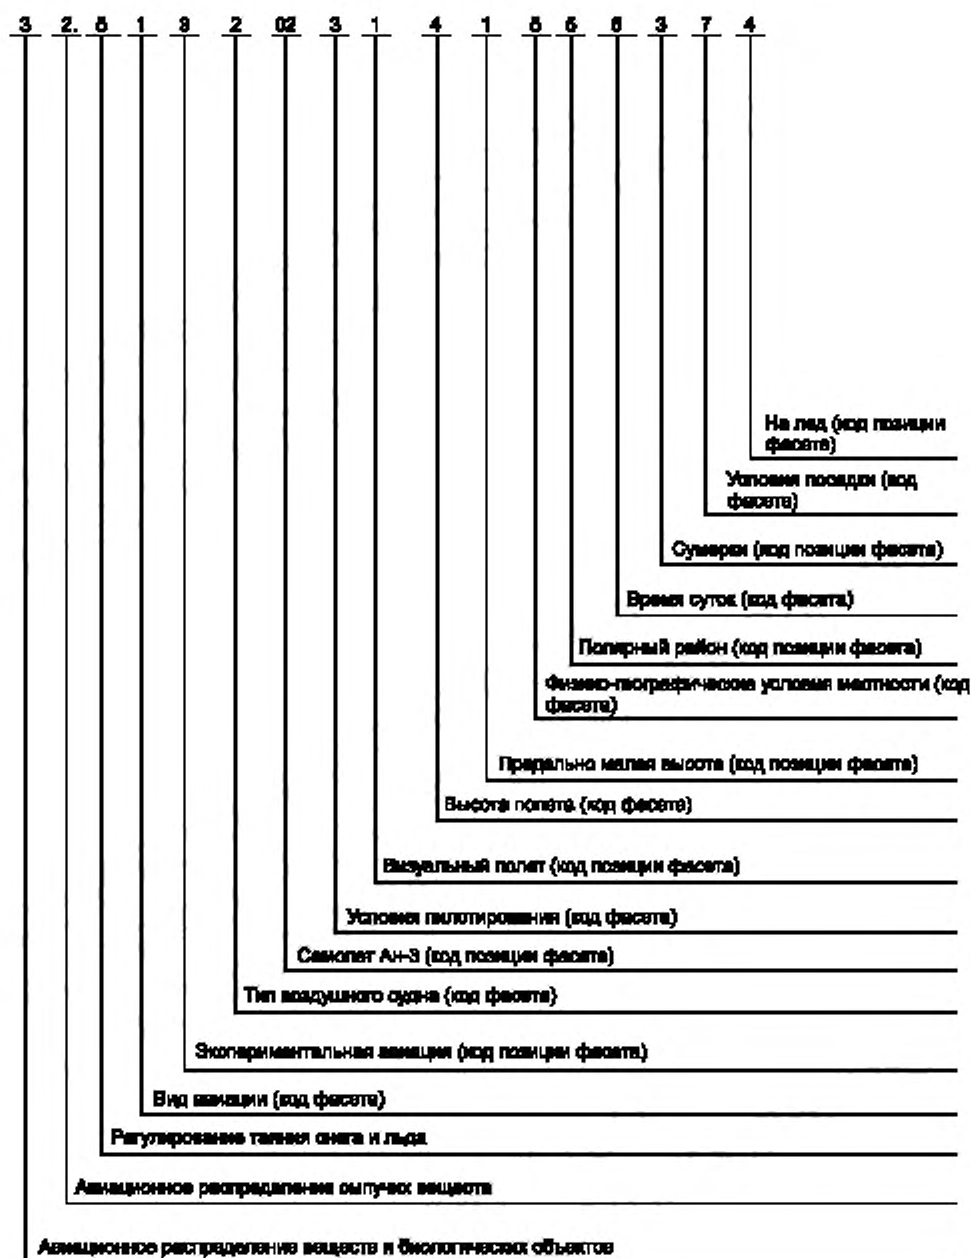 3 2. 5 1 3 2 02 3 1 4 1 5 5 6 3 7 4
На лед (код позиции
фасета)
Условия посадки (код
фасета)
Сумерки (код позиции фасета)
Время суток (код фасета)
Полярный район (код позиции фасета)
Физико-географические условия местности (код
фасета)
Предельно малая высота (код позиции фасета)
Высота полета (код фасета)
Визуальный полет (код позиции фасета)
Условия пилотирования (код фасета)
Самолет Ан-3 (код позиции фасета)
Тип воздушного судна (код фасета)
Экспериментальная авиация (код позиции фасета)
Вид авиации (код фасета)
Регулирование таяния снега и льда
Авиационное распределение сыпучих веществ
Авиационное распределение веществ и биологических объектов